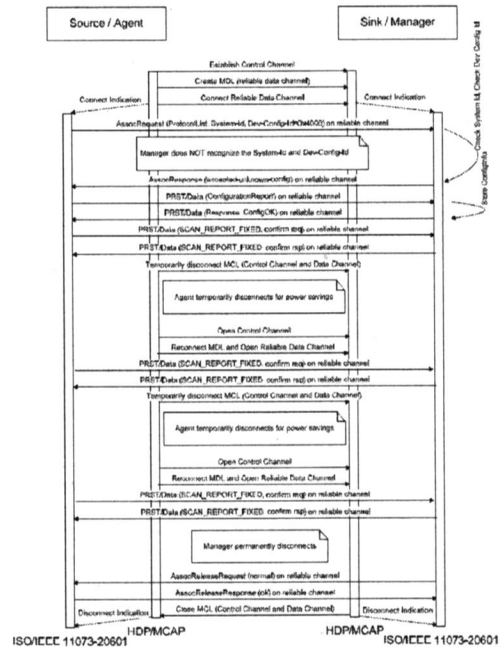 Source / Agent
Sink / Manager
Establish Control Channel
Create MDL (reliable data channel)
Connect Indication
Connect Reliable Data Channel
Connect Indication
Check System Id, Check Dev Config Id
AssocRequest (ProtocolList, System-Id, Dev-Config-Id=0x4000) on reliable channel
Manager does NOT recognize the System-Id and Dev-Config-Id
AssocResponse (accepted-unknown-config) on reliable channel
PRST/Data (ConfigurationReport) on reliable channel
Store ConfigInfo
PRST/Data (Response, ConfigOK) on reliable channel
PRST/Data (SCAN_REPORT_FIXED, confirm req) on reliable channel
PRST/Data (SCAN_REPORT_FIXED, confirm rsp) on reliable channel
Temporarily disconnect MCL (Control Channel and Data Channel)
Agent temporarily disconnects for power savings
Open Control Channel
Reconnect MDL and Open Reliable Data Channel
PRST/Data (SCAN_REPORT_FIXED, confirm req) on reliable channel
PRST/Data (SCAN_REPORT_FIXED, confirm rsp) on reliable channel
Temporarily disconnect MCL (Control Channel and Data Channel)
Agent temporarily disconnects for power savings
Open Control Channel
Reconnect MDL and Open Reliable Data Channel
PRST/Data (SCAN_REPORT_FIXED, confirm req) on reliable channel
PRST/Data (SCAN_REPORT_FIXED, confirm rsp) on reliable channel
Manager permanently disconnects
AssocReleaseRequest (normal) on reliable channel
AssocReleaseResponse (ok) on reliable channel
Disconnect Indication
Close MCL (Control Channel and Data Channel)
Disconnect Indication
HDP/MCAP
HDP/MCAP
ISO/IEEE 11073-20601
ISO/IEEE 11073-20601